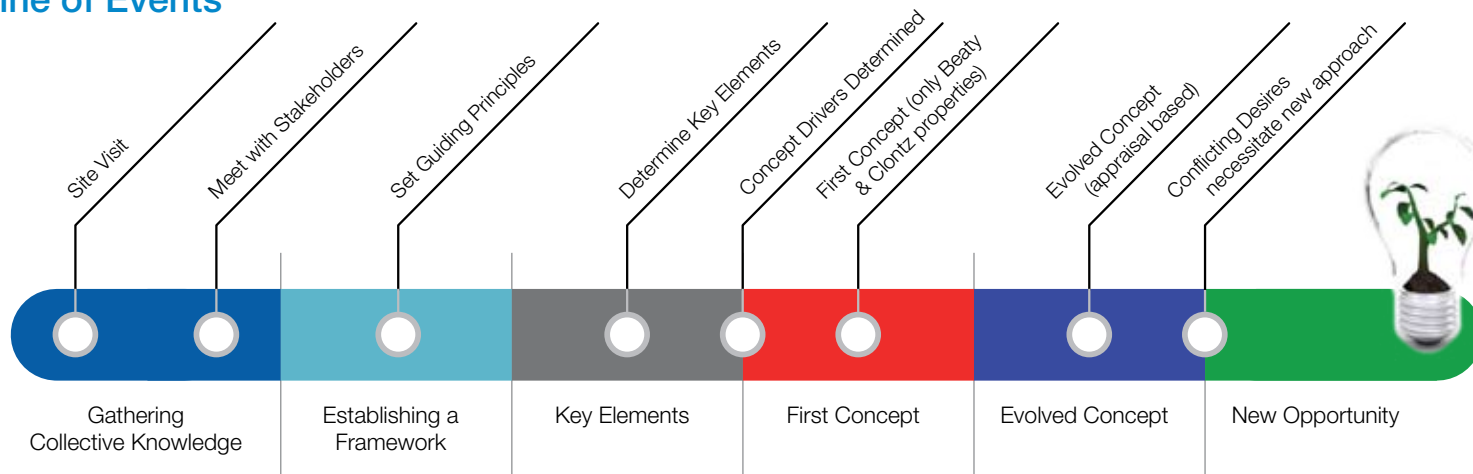 ine of Events
Site Visit
Meet with Stakeholders
Set Guiding Principles
Determine Key Elements
Concept Drivers Determined
First Concept (only Beaty
& Clontz properties)
Evolved Concept
(appraisal based)
Conflicting Desires
necessitate new approach
Gathering
Collective Knowledge
Establishing a
Framework
Key Elements
First Concept
Evolved Concept
New Opportunity